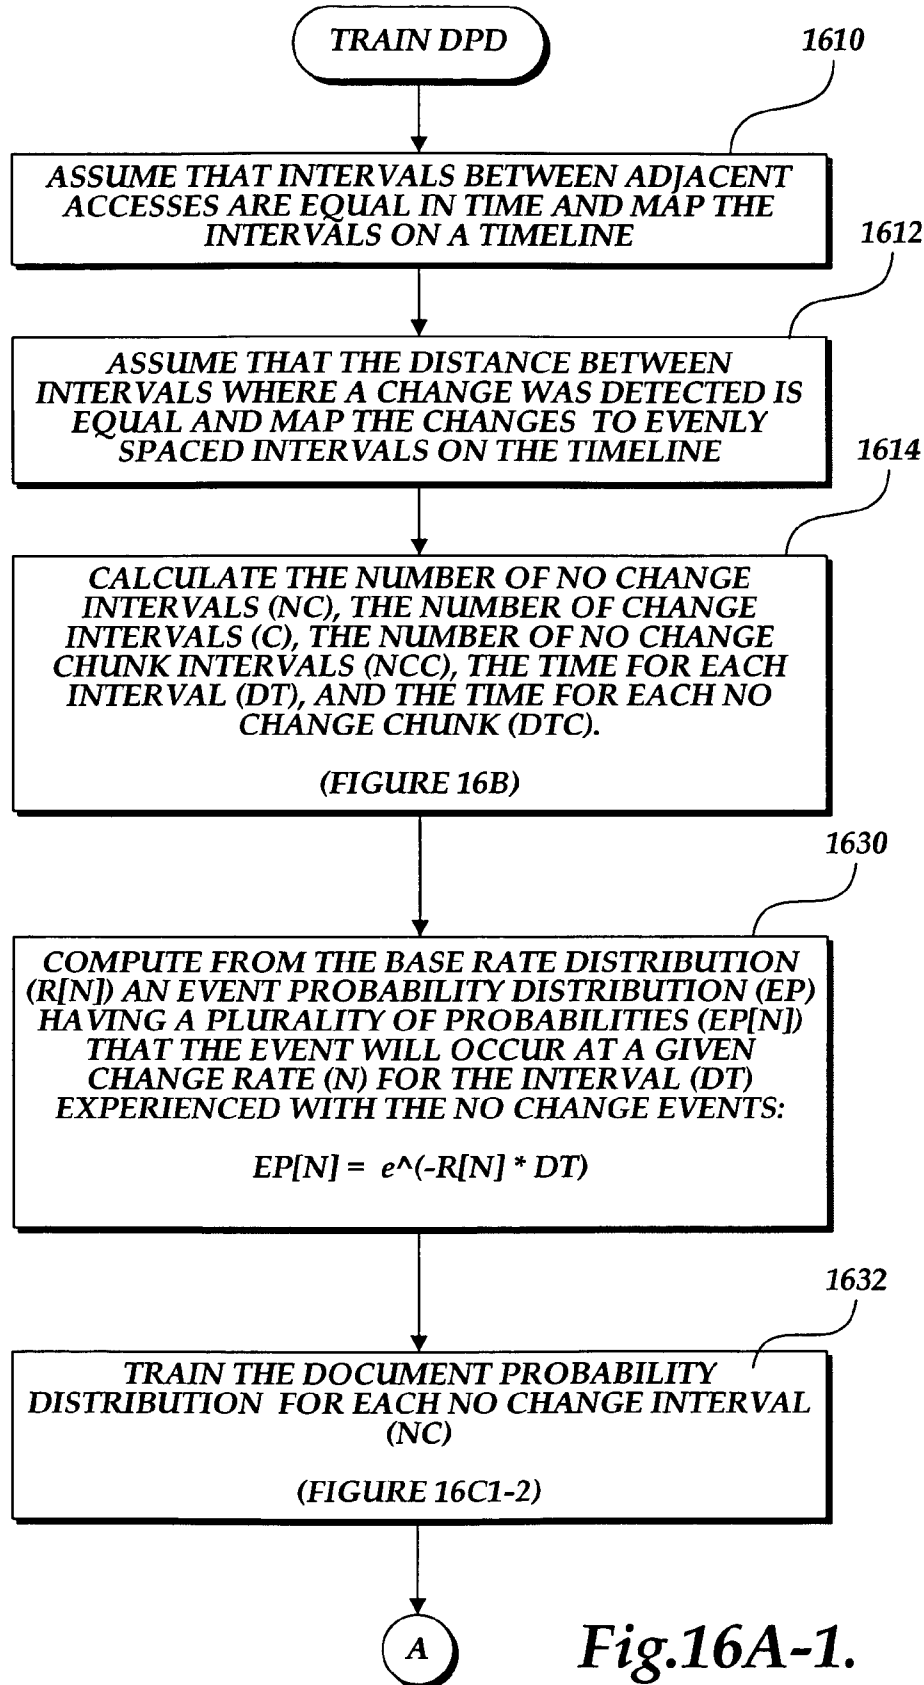 TRAIN DPD
1610
ASSUME THAT INTERVALS BETWEEN ADJACENT
ACCESSES ARE EQUAL IN TIME AND MAP THE
INTERVALS ON A TIMELINE
1612
ASSUME THAT THE DISTANCE BETWEEN
INTERVALS WHERE A CHANGE WAS DETECTED IS
EQUAL AND MAP THE CHANGES TO EVENLY
SPACED INTERVALS ON THE TIMELINE
1614
CALCULATE THE NUMBER OF NO CHANGE
INTERVALS (NC), THE NUMBER OF CHANGE
INTERVALS (C), THE NUMBER OF NO CHANGE
CHUNK INTERVALS (NCC), THE TIME FOR EACH
INTERVAL (DT), AND THE TIME FOR EACH NO
CHANGE CHUNK (DTC).
(FIGURE 16B)
1630
COMPUTE FROM THE BASE RATE DISTRIBUTION
(R[N]) AN EVENT PROBABILITY DISTRIBUTION (EP)
HAVING A PLURALITY OF PROBABILITIES (EP[N])
THAT THE EVENT WILL OCCUR AT A GIVEN
CHANGE RATE (N) FOR THE INTERVAL (DT)
EXPERIENCED WITH THE NO CHANGE EVENTS:
EP[N] = e^(-R[N] * DT)
1632
TRAIN THE DOCUMENT PROBABILITY
DISTRIBUTION FOR EACH NO CHANGE INTERVAL
(NC)
(FIGURE 16C1-2)
A
Fig.16A-1.